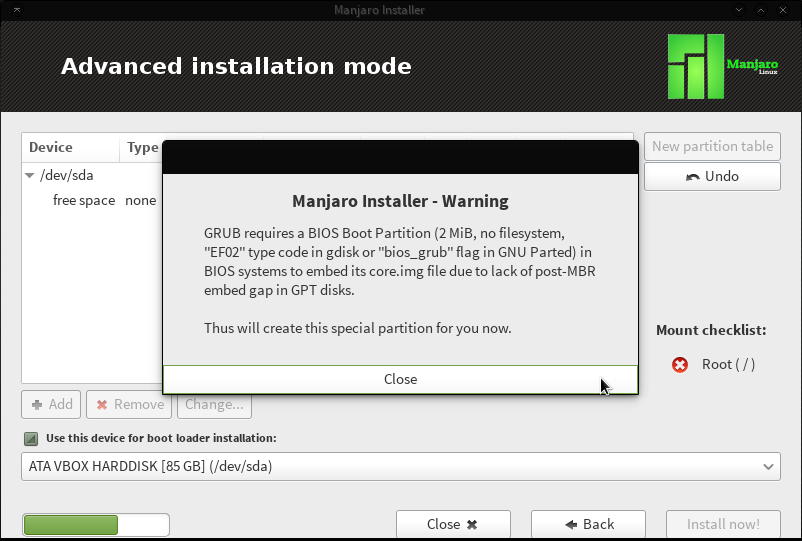 Manjaro Installer
Advanced installation mode
Manjaro
Linux
Device Type
New partition table
/dev/sda
Undo
free space none
Manjaro Installer - Warning
GRUB requires a BIOS Boot Partition (2 MiB, no filesystem,
"EF02" type code in gdisk or "bios_grub" flag in GNU Parted) in
BIOS systems to embed its core.img file due to lack of post-MBR
embed gap in GPT disks.
Thus will create this special partition for you now.
Close
Mount checklist:
Root ( / )
Add Remove Change...
Use this device for boot loader installation:
ATA VBOX HARDDISK [85 GB] (/dev/sda)
Close Back Install now!